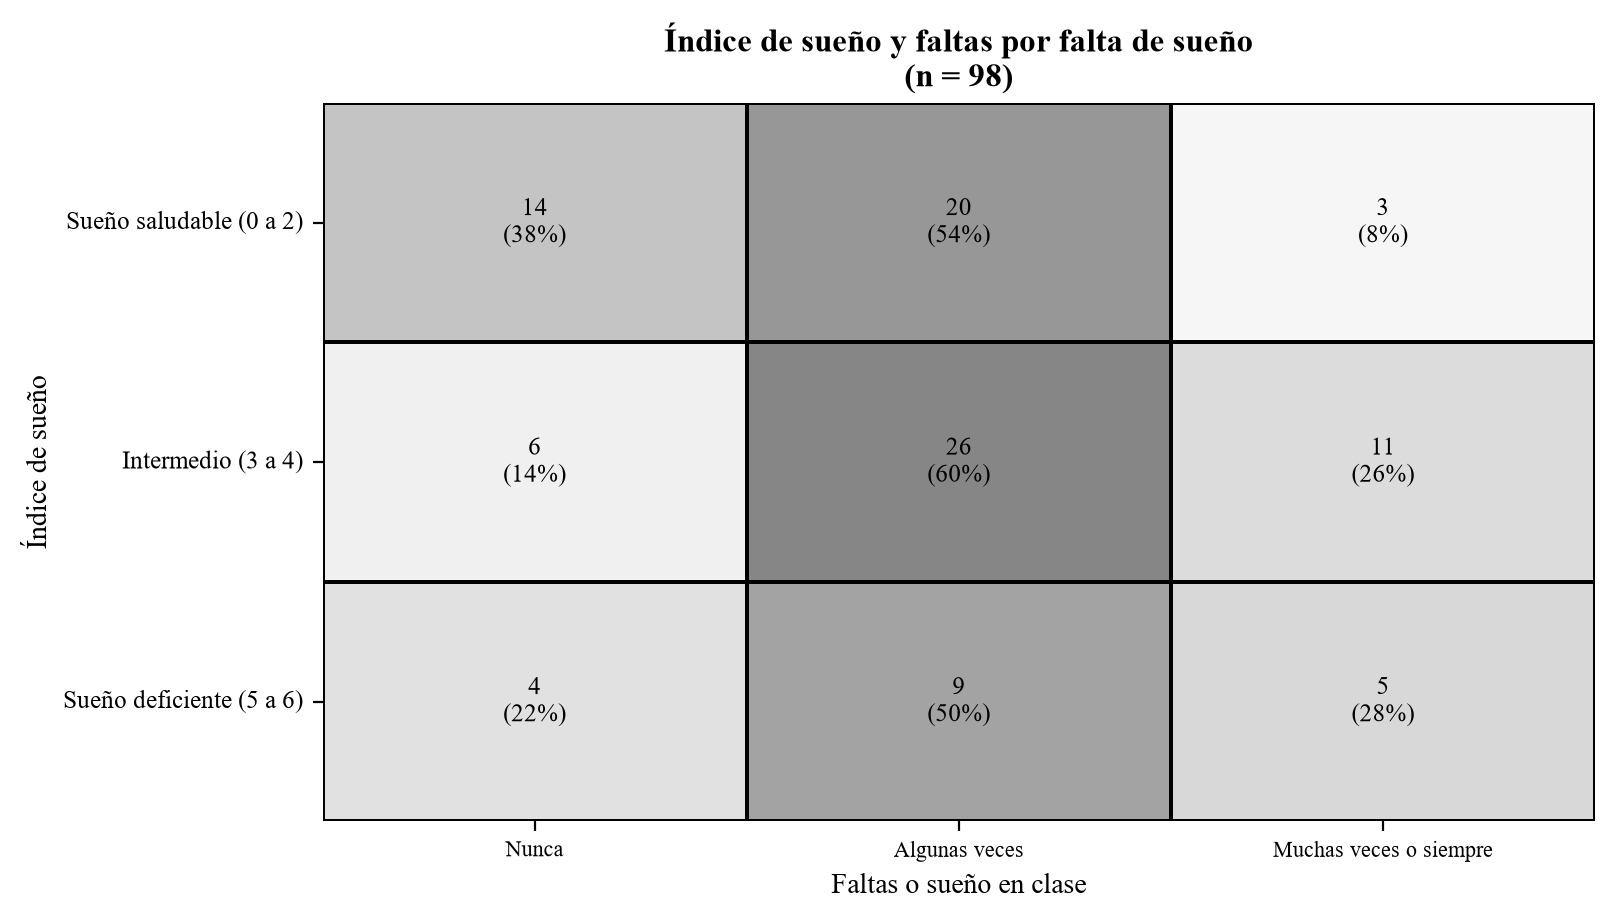 Índice de sueño y faltas por falta de sueño
(n = 98)
Índice de sueño
Sueño saludable (0 a 2)
14
(38%)
20
(54%)
3
(8%)
Intermedio (3 a 4)
6
(14%)
26
(60%)
11
(26%)
Sueño deficiente (5 a 6)
4
(22%)
9
(50%)
5
(28%)
Nunca
Algunas veces
Muchas veces o siempre
Faltas o sueño en clase